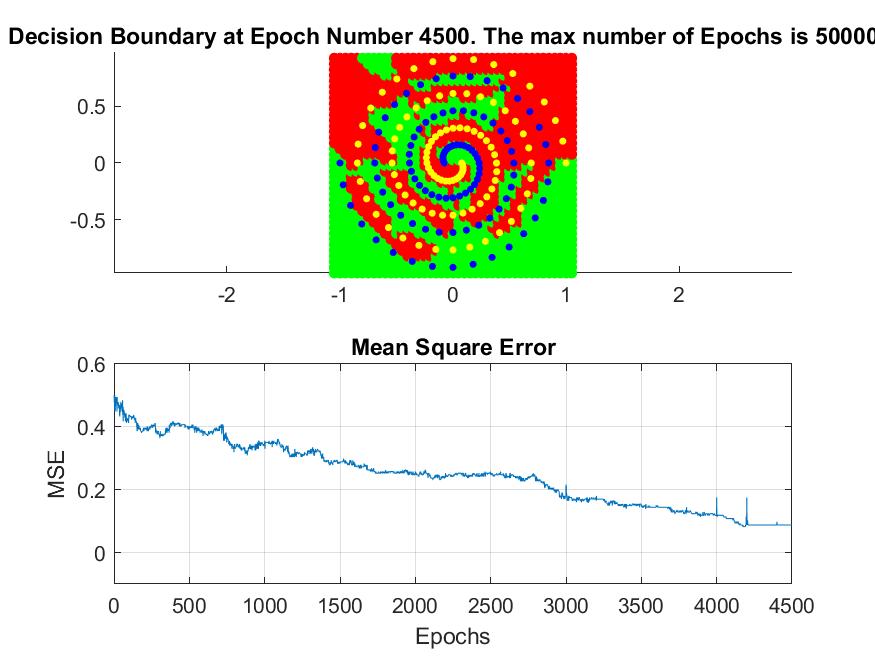 Decision Boundary at Epoch Number 4500. The max number of Epochs is 50000
0.5
0
-0.5
-2 -1 0 1 2
Mean Square Error
0.6
0.4
0.2
0
MSE
0 500 1000 1500 2000 2500 3000 3500 4000 4500
Epochs